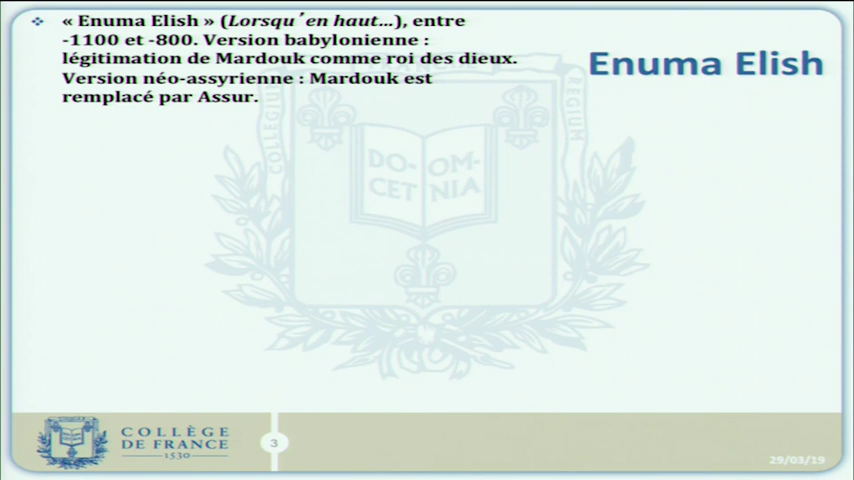 ❖ « Enuma Elish » (Lorsqu'en haut…), entre
-1100 et -800. Version babylonienne :
légitimation de Mardouk comme roi des dieux.
Version néo-assyrienne : Mardouk est
remplacé par Assur.
Enuma Elish
COLLEGIUM
REGIUM
DO- OM-
CET NIA
COLLÈGE
DE FRANCE
1530
3
29/03/19